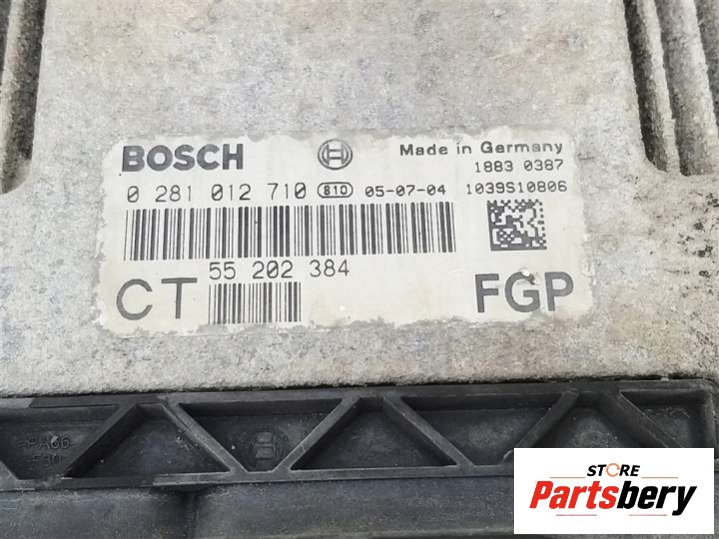 BOSCH
Made in Germany
1883 0387
0 281 012 710 810 05-07-04 1039S10806
55 202 384
CT
FGP
STORE
Partsbery